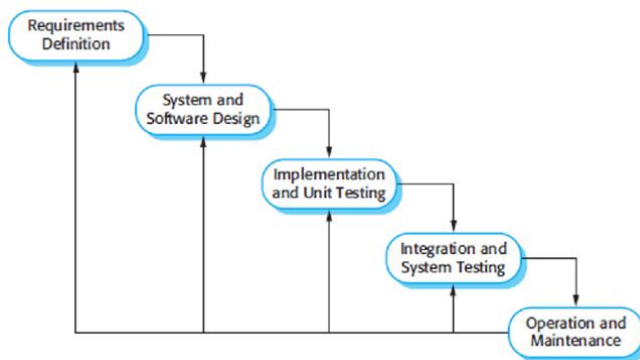 Requirements
Definition
System and
Software Design
Implementation
and Unit Testing
Integration and
System Testing
Operation and
Maintenance